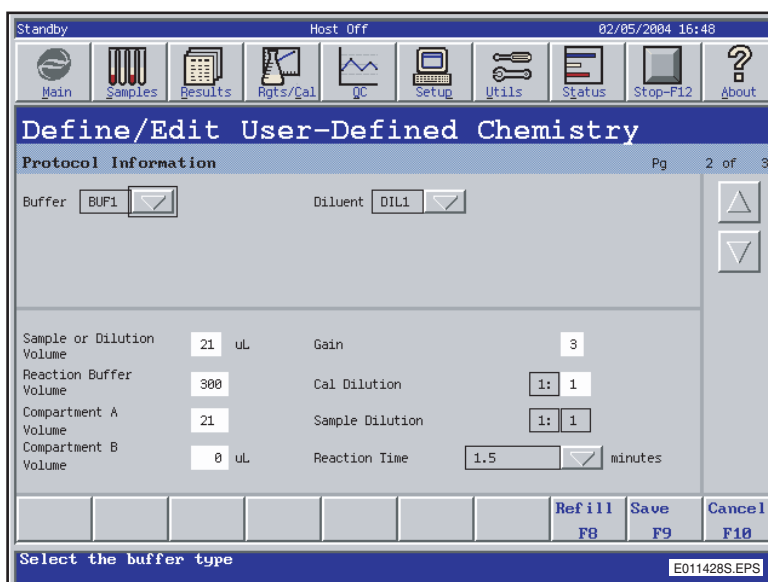 Standby Host Off 02/05/2004 16:48
Main Samples Results Rgts/Cal QC Setup Utils Status Stop-F12 About
Define/Edit User-Defined Chemistry
Protocol Information Pg 2 of 3
Buffer BUF1 Diluent DIL1
Sample or Dilution Volume 21 uL Gain 3
Reaction Buffer Volume 300 Cal Dilution 1: 1
Compartment A Volume 21 Sample Dilution 1: 1
Compartment B Volume 0 uL Reaction Time 1.5 minutes
Refill F8 Save F9 Cancel F10
Select the buffer type
E011428S.EPS